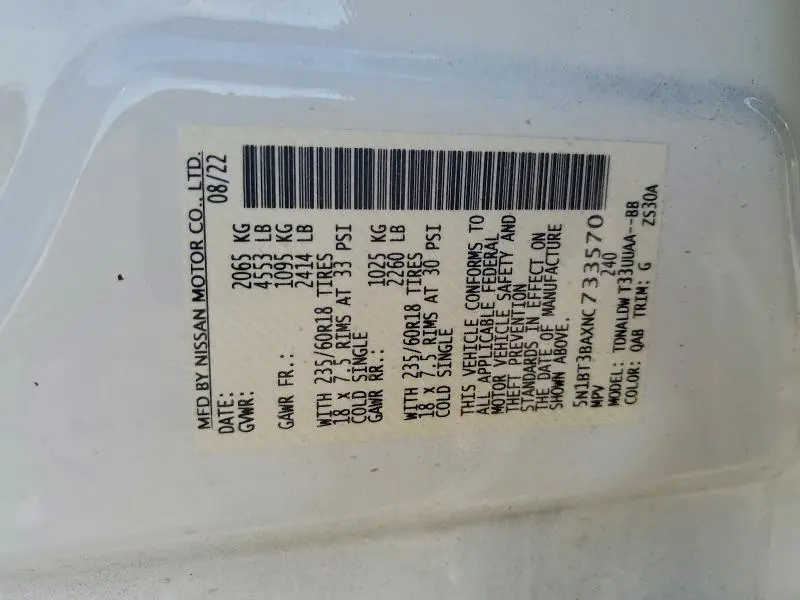 MFD BY NISSAN MOTOR CO., LTD.
DATE: 08/22
GVWR: 2065 KG
4553 LB
GAWR FR.: 1095 KG
2414 LB
WITH 235/60R18 TIRES
18 X 7.5 RIMS AT 33 PSI
COLD SINGLE
GAWR RR.: 1025 KG
2260 LB
WITH 235/60R18 TIRES
18 X 7.5 RIMS AT 30 PSI
COLD SINGLE
THIS VEHICLE CONFORMS TO
ALL APPLICABLE FEDERAL
MOTOR VEHICLE SAFETY AND
THEFT PREVENTION
STANDARDS IN EFFECT ON
THE DATE OF MANUFACTURE
SHOWN ABOVE.
5N1BT3BAXNC733570
MPV 240
MODEL: TDNALDW T33UUAA--BB
COLOR: QAB TRIM: G ZS30A